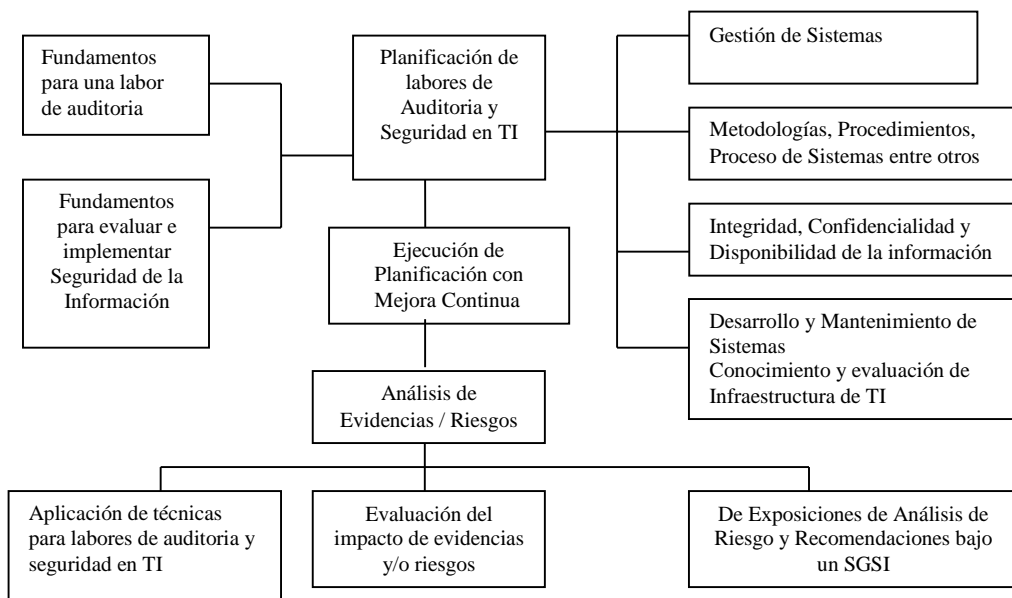 Fundamentos
para una labor
de auditoria
Planificación de
labores de
Auditoria y
Seguridad en TI
Gestión de Sistemas
Metodologías, Procedimientos,
Proceso de Sistemas entre otros
Fundamentos
para evaluar e
implementar
Seguridad de la
Información
Integridad, Confidencialidad y
Disponibilidad de la información
Ejecución de
Planificación con
Mejora Continua
Desarrollo y Mantenimiento de
Sistemas
Conocimiento y evaluación de
Infraestructura de TI
Análisis de
Evidencias / Riesgos
Aplicación de técnicas
para labores de auditoria y
seguridad en TI
Evaluación del
impacto de evidencias
y/o riesgos
De Exposiciones de Análisis de
Riesgo y Recomendaciones bajo
un SGSI